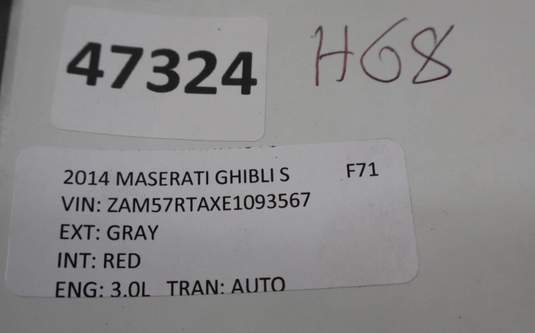 47324
H68
2014 MASERATI GHIBLI S F71
VIN: ZAM57RTAXE1093567
EXT: GRAY
INT: RED
ENG: 3.0L TRAN: AUTO